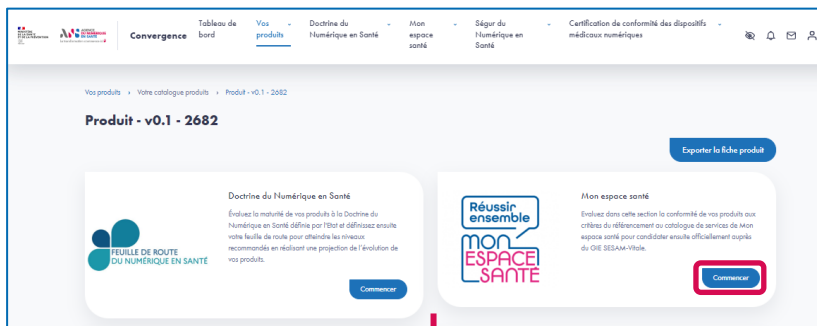 AGENCE
DU NUMÉRIQUE
EN SANTÉ
Convergence
Tableau de
bord
Vos
produits
Doctrine du
Numérique en Santé
Mon
espace
santé
Ségur du
Numérique en
Santé
Certification de conformité des dispositifs
médicaux numériques
Vos produits › Votre catalogue produits › Produit - v0.1 - 2682
Produit - v0.1 - 2682
Exporter la fiche produit
FEUILLE DE ROUTE
DU NUMÉRIQUE EN SANTÉ
Doctrine du Numérique en Santé
Évaluez la maturité de vos produits à la Doctrine du
Numérique en Santé définie par l'Etat et définissez ensuite
votre feuille de route pour atteindre les niveaux
recommandés en réalisant une projection de l'évolution de
vos produits.
Commencer
Réussir
ensemble
mon
ESPACE
SANTÉ
Mon espace santé
Evaluez dans cette section la conformité de vos produits aux
critères du référencement au catalogue de services de Mon
espace santé pour candidater ensuite officiellement auprès
du GIE SESAM-Vitale.
Commencer